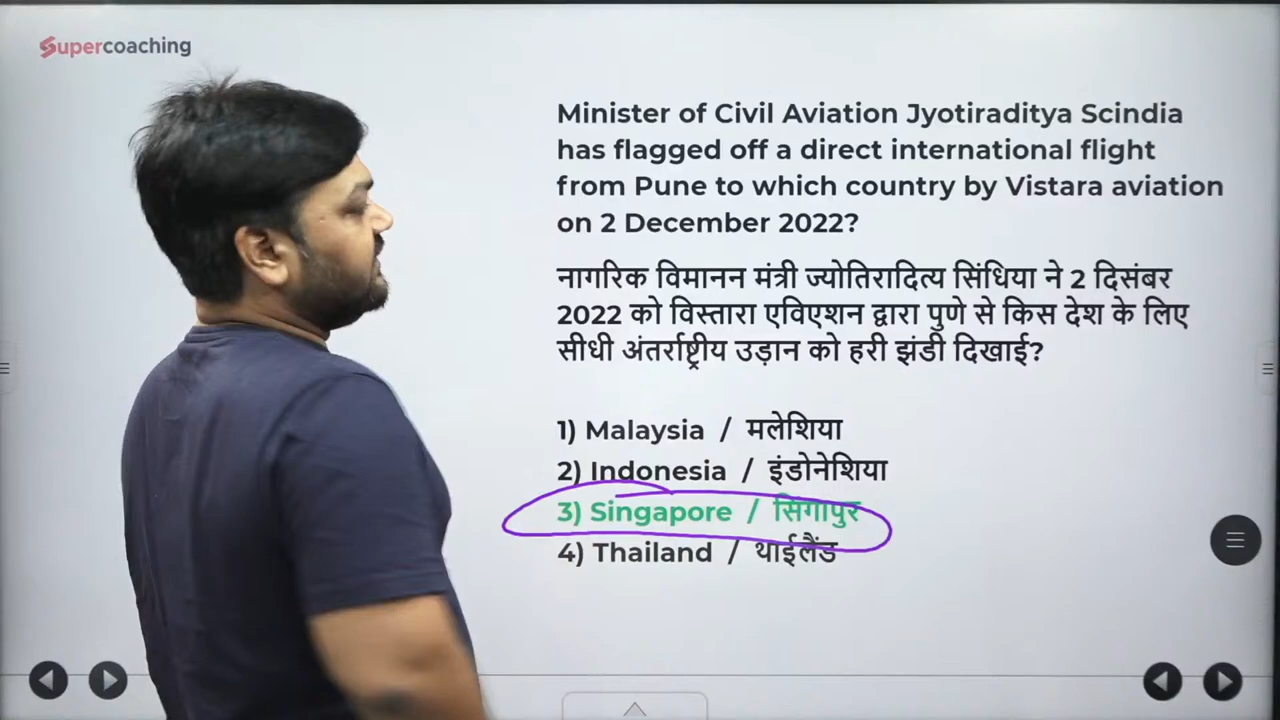 Supercoaching
Minister of Civil Aviation Jyotiraditya Scindia
has flagged off a direct international flight
from Pune to which country by Vistara aviation
on 2 December 2022?
नागरिक विमानन मंत्री ज्योतिरादित्य सिंधिया ने 2 दिसंबर
2022 को विस्तारा एविएशन द्वारा पुणे से किस देश के लिए
सीधी अंतर्राष्ट्रीय उड़ान को हरी झंडी दिखाई?
1) Malaysia / मलेशिया
2) Indonesia / इंडोनेशिया
3) Singapore / सिंगापुर
4) Thailand / थाईलैंड